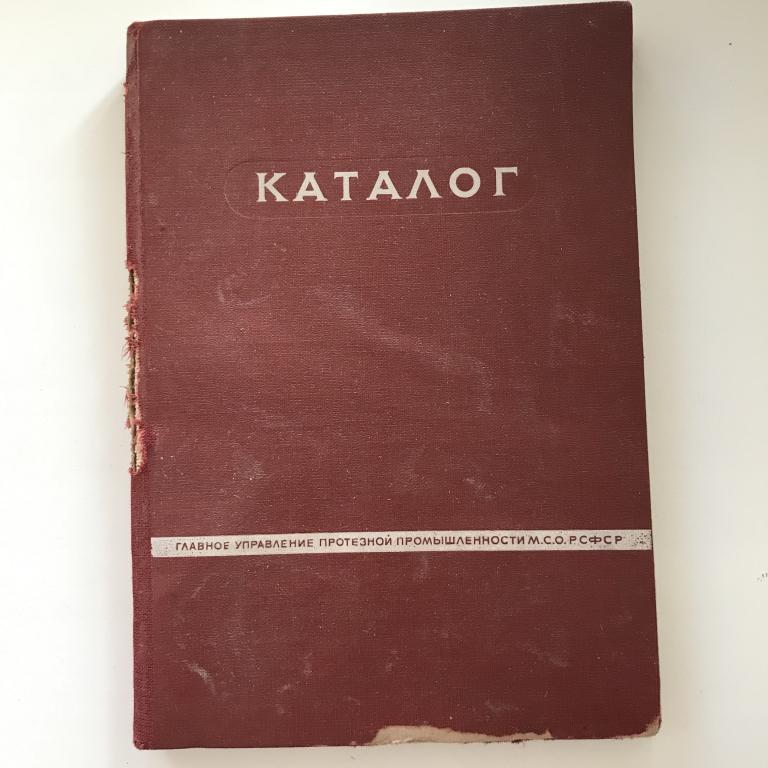 КАТАЛОГ
ГЛАВНОЕ УПРАВЛЕНИЕ ПРОТЕЗНОЙ ПРОМЫШЛЕННОСТИ М.С.О.РСФСР